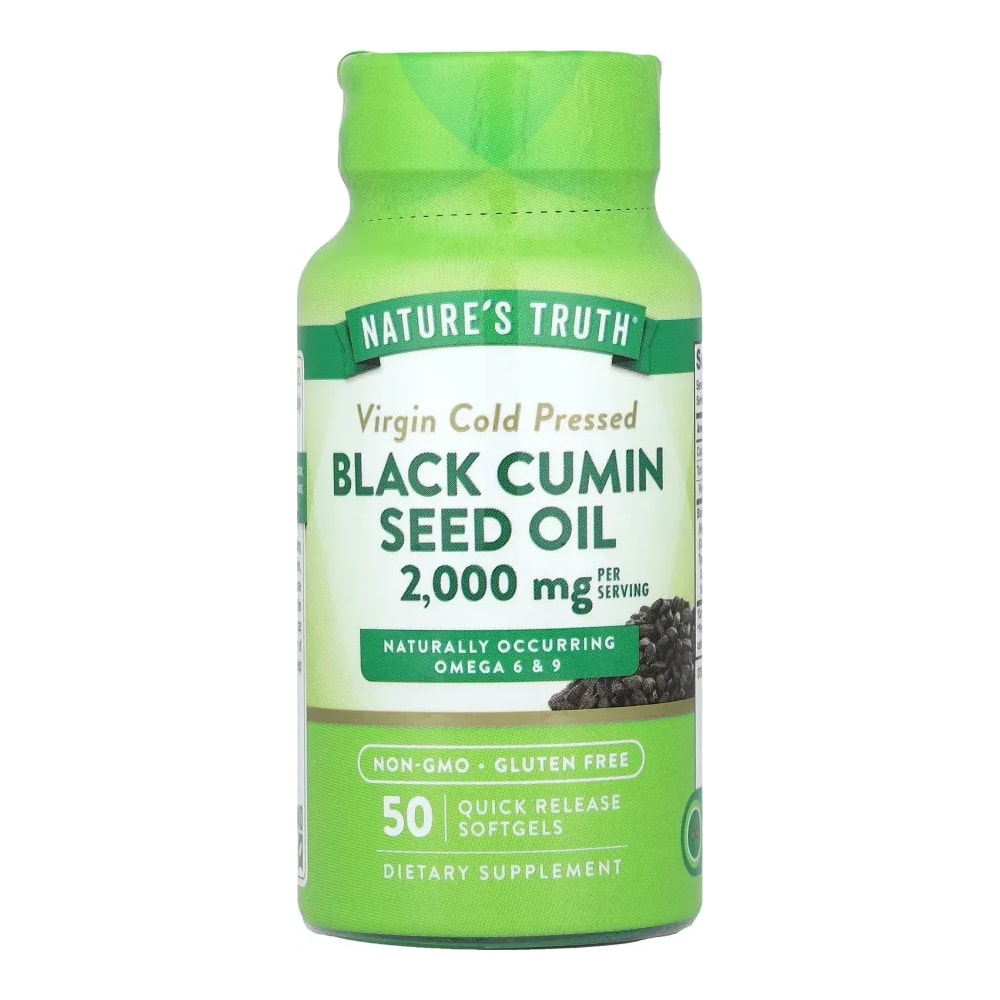 NATURE'S TRUTH®
Virgin Cold Pressed
BLACK CUMIN
SEED OIL
2,000 mg PER SERVING
NATURALLY OCCURRING
OMEGA 6 & 9
NON-GMO • GLUTEN FREE
50 QUICK RELEASE
SOFTGELS
DIETARY SUPPLEMENT